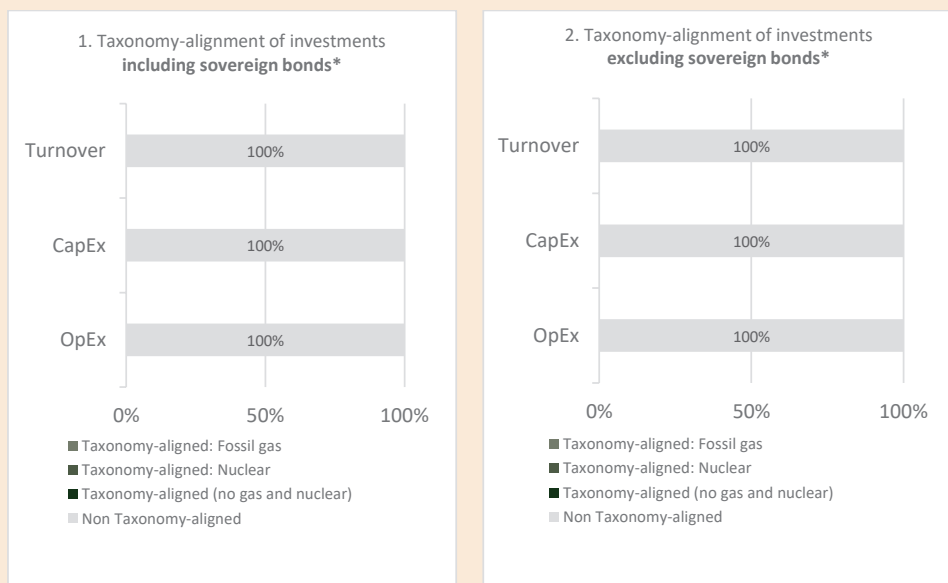 1. Taxonomy-alignment of investments
including sovereign bonds*
Turnover
100%
CapEx
100%
OpEx
100%
0% 50% 100%
Taxonomy-aligned: Fossil gas
Taxonomy-aligned: Nuclear
Taxonomy-aligned (no gas and nuclear)
Non Taxonomy-aligned
2. Taxonomy-alignment of investments
excluding sovereign bonds*
Turnover
100%
CapEx
100%
OpEx
100%
0% 50% 100%
Taxonomy-aligned: Fossil gas
Taxonomy-aligned: Nuclear
Taxonomy-aligned (no gas and nuclear)
Non Taxonomy-aligned